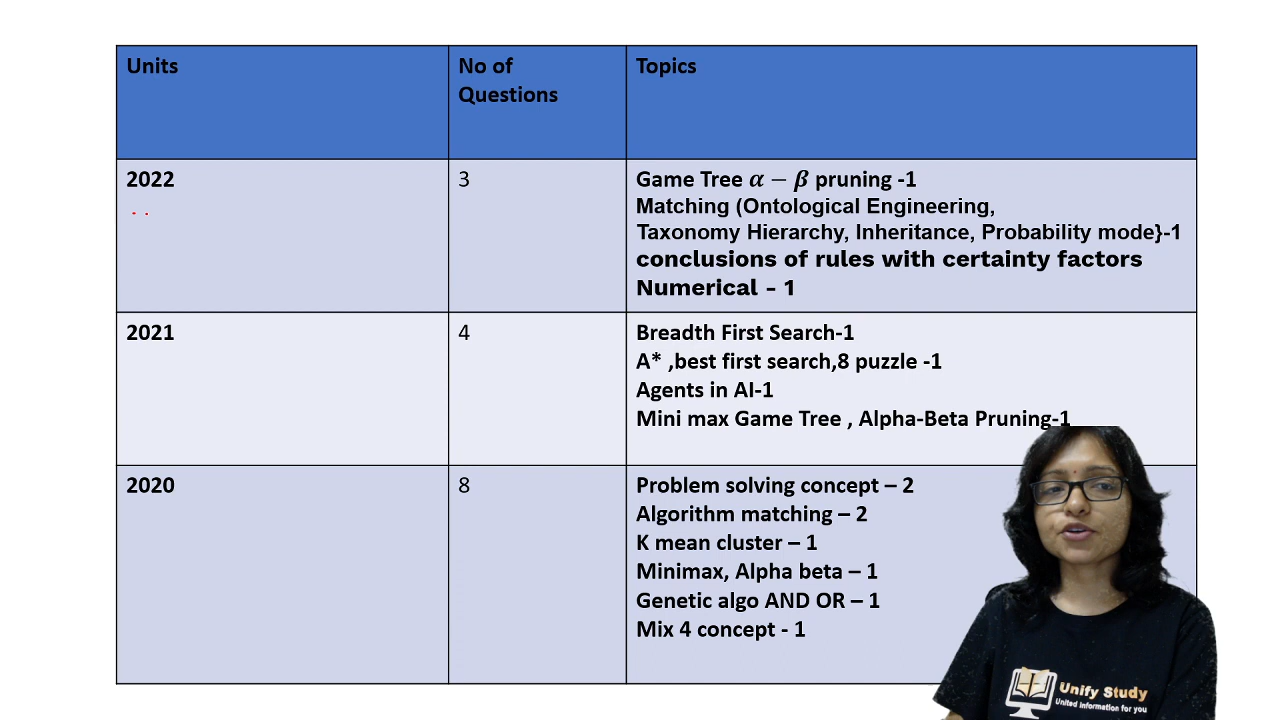 Units
No of
Questions
Topics
2022
3
Game Tree 𝜶 − 𝜷 pruning -1
Matching (Ontological Engineering,
Taxonomy Hierarchy, Inheritance, Probability mode}-1
conclusions of rules with certainty factors
Numerical - 1
2021
4
Breadth First Search-1
A* ,best first search,8 puzzle -1
Agents in AI-1
Mini max Game Tree , Alpha-Beta Pruning-1
2020
8
Problem solving concept – 2
Algorithm matching – 2
K mean cluster – 1
Minimax, Alpha beta – 1
Genetic algo AND OR – 1
Mix 4 concept - 1
Unify Study
United information for you